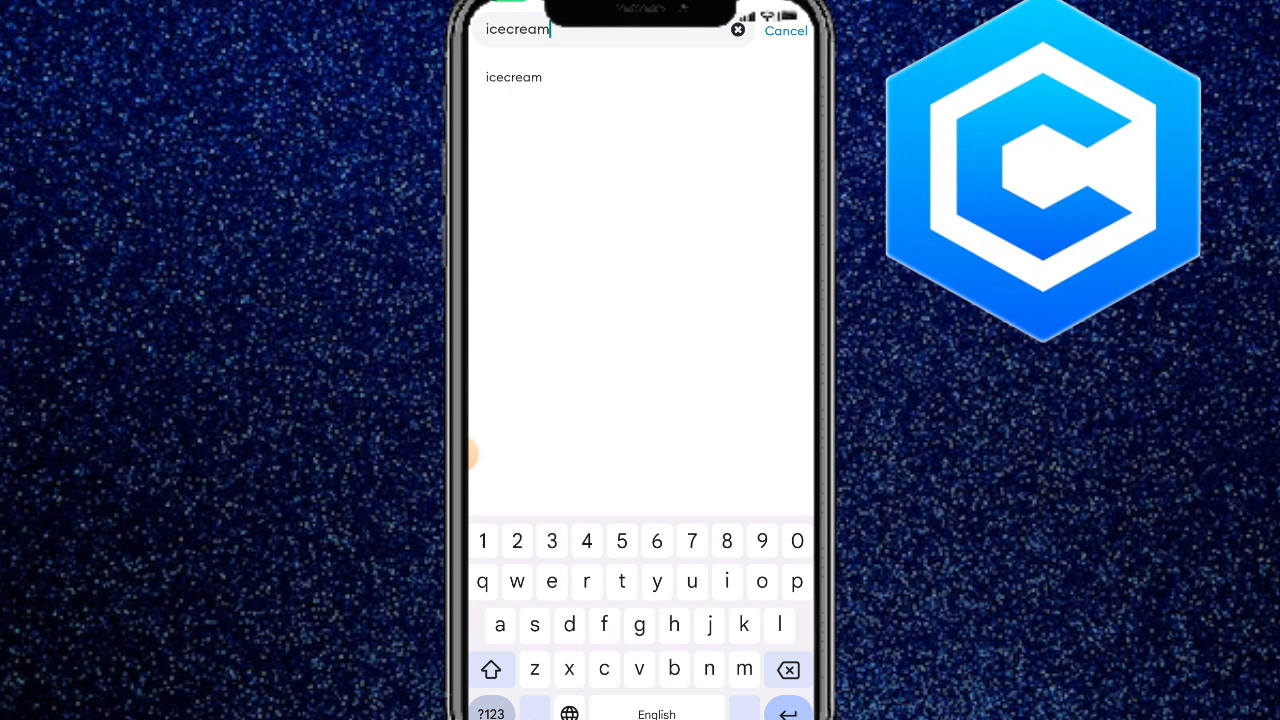 icecream
Cancel
icecream
1 2 3 4 5 6 7 8 9 0
q w e r t y u i o p
a s d f g h j k l
z x c v b n m
?123 English